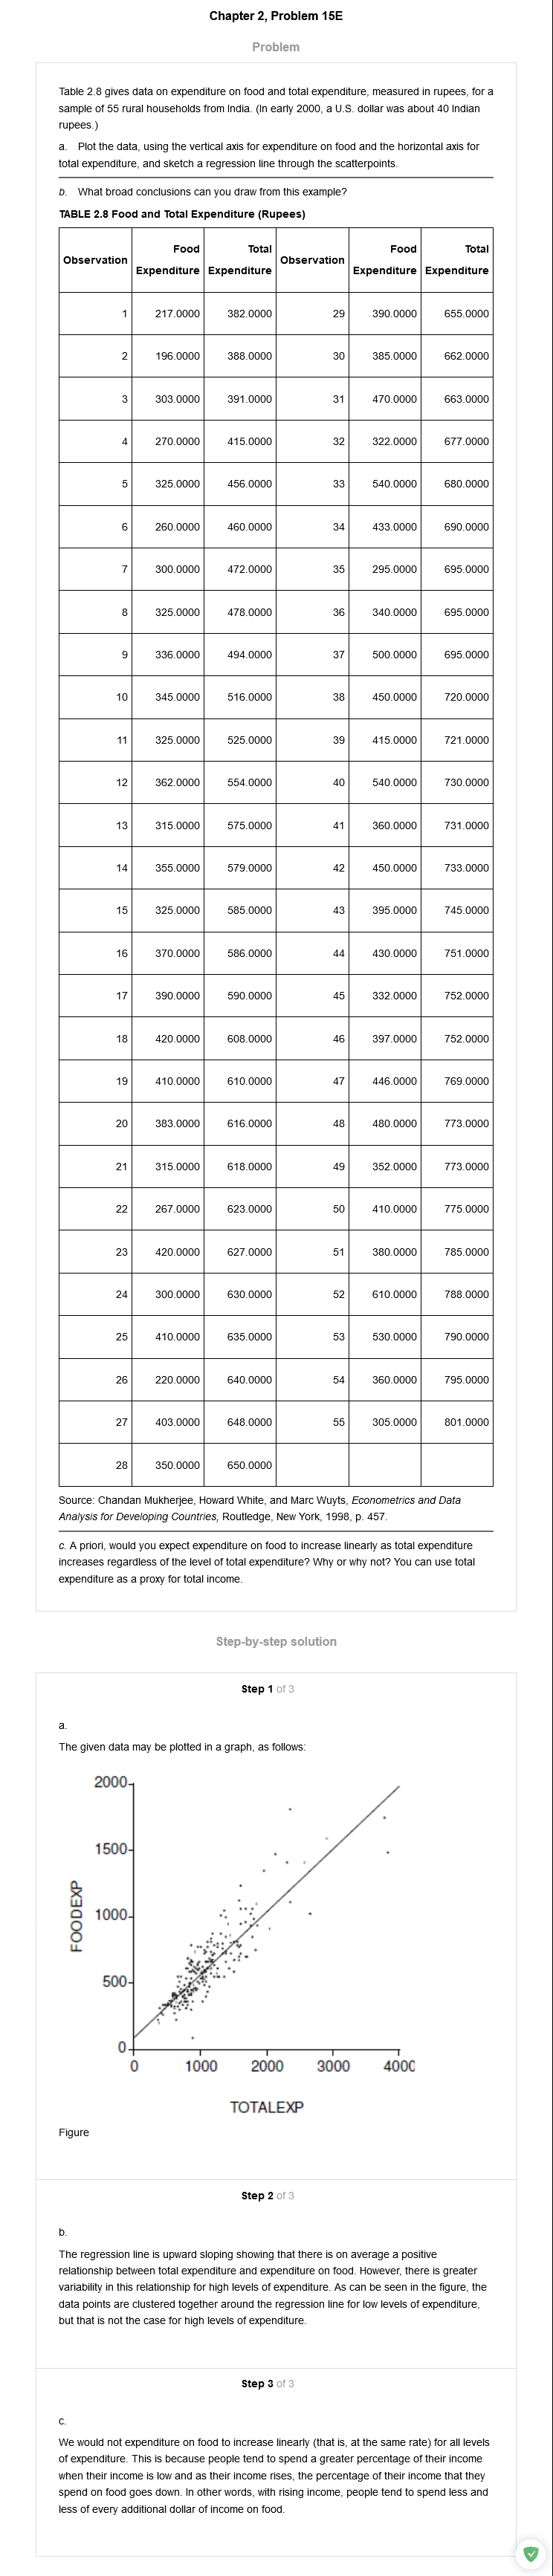 Chapter 2, Problem 15E
Problem
Table 2.8 gives data on expenditure on food and total expenditure, measured in rupees, for a
sample of 55 rural households from India. (In early 2000, a U.S. dollar was about 40 Indian
rupees.)
a. Plot the data, using the vertical axis for expenditure on food and the horizontal axis for
total expenditure, and sketch a regression line through the scatterpoints.
b. What broad conclusions can you draw from this example?
TABLE 2.8 Food and Total Expenditure (Rupees)
Observation Food Expenditure Total Expenditure Observation Food Expenditure Total Expenditure
1 217.0000 382.0000 29 390.0000 655.0000
2 196.0000 388.0000 30 385.0000 662.0000
3 303.0000 391.0000 31 470.0000 663.0000
4 270.0000 415.0000 32 322.0000 677.0000
5 325.0000 456.0000 33 540.0000 680.0000
6 260.0000 460.0000 34 433.0000 690.0000
7 300.0000 472.0000 35 295.0000 695.0000
8 325.0000 478.0000 36 340.0000 695.0000
9 336.0000 494.0000 37 500.0000 695.0000
10 345.0000 516.0000 38 450.0000 720.0000
11 325.0000 525.0000 39 415.0000 721.0000
12 362.0000 554.0000 40 540.0000 730.0000
13 315.0000 575.0000 41 360.0000 731.0000
14 355.0000 579.0000 42 450.0000 733.0000
15 325.0000 585.0000 43 395.0000 745.0000
16 370.0000 586.0000 44 430.0000 751.0000
17 390.0000 590.0000 45 332.0000 752.0000
18 420.0000 608.0000 46 397.0000 752.0000
19 410.0000 610.0000 47 446.0000 769.0000
20 383.0000 616.0000 48 480.0000 773.0000
21 315.0000 618.0000 49 352.0000 773.0000
22 267.0000 623.0000 50 410.0000 775.0000
23 420.0000 627.0000 51 380.0000 785.0000
24 300.0000 630.0000 52 610.0000 788.0000
25 410.0000 635.0000 53 530.0000 790.0000
26 220.0000 640.0000 54 360.0000 795.0000
27 403.0000 648.0000 55 305.0000 801.0000
28 350.0000 650.0000
Source: Chandan Mukherjee, Howard White, and Marc Wuyts, Econometrics and Data
Analysis for Developing Countries, Routledge, New York, 1998, p. 457.
c. A priori, would you expect expenditure on food to increase linearly as total expenditure
increases regardless of the level of total expenditure? Why or why not? You can use total
expenditure as a proxy for total income.
Step-by-step solution
Step 1 of 3
a.
The given data may be plotted in a graph, as follows:
2000
1500
1000
500
0
FOODEXP
0 1000 2000 3000 4000
TOTALEXP
Figure
Step 2 of 3
b.
The regression line is upward sloping showing that there is on average a positive
relationship between total expenditure and expenditure on food. However, there is greater
variability in this relationship for high levels of expenditure. As can be seen in the figure, the
data points are clustered together around the regression line for low levels of expenditure,
but that is not the case for high levels of expenditure.
Step 3 of 3
c.
We would not expenditure on food to increase linearly (that is, at the same rate) for all levels
of expenditure. This is because people tend to spend a greater percentage of their income
when their income is low and as their income rises, the percentage of their income that they
spend on food goes down. In other words, with rising income, people tend to spend less and
less of every additional dollar of income on food.